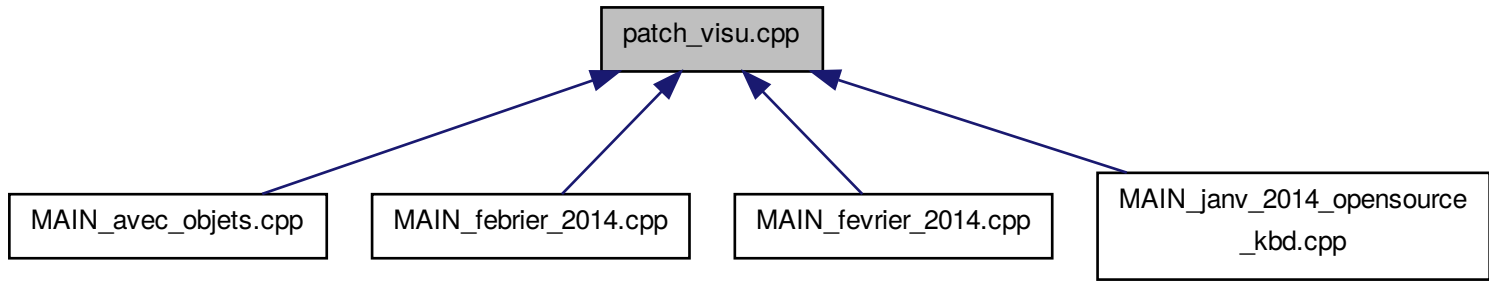 patch_visu.cpp
MAIN_avec_objets.cpp
MAIN_febrier_2014.cpp
MAIN_fevrier_2014.cpp
MAIN_janv_2014_opensource
_kbd.cpp